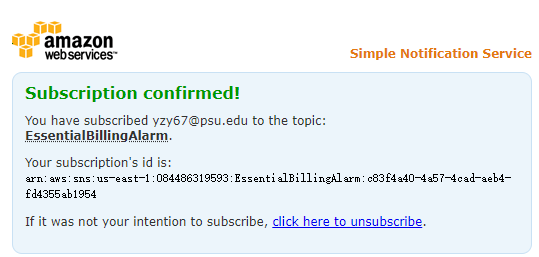 amazon
webservices™
Simple Notification Service
Subscription confirmed!
You have subscribed yzy67@psu.edu to the topic:
EssentialBillingAlarm.
Your subscription's id is:
arn:aws:sns:us-east-1:084486319593:EssentialBillingAlarm:c83f4a40-4a57-4cad-aeb4-
fd4355ab1954
If it was not your intention to subscribe, click here to unsubscribe.